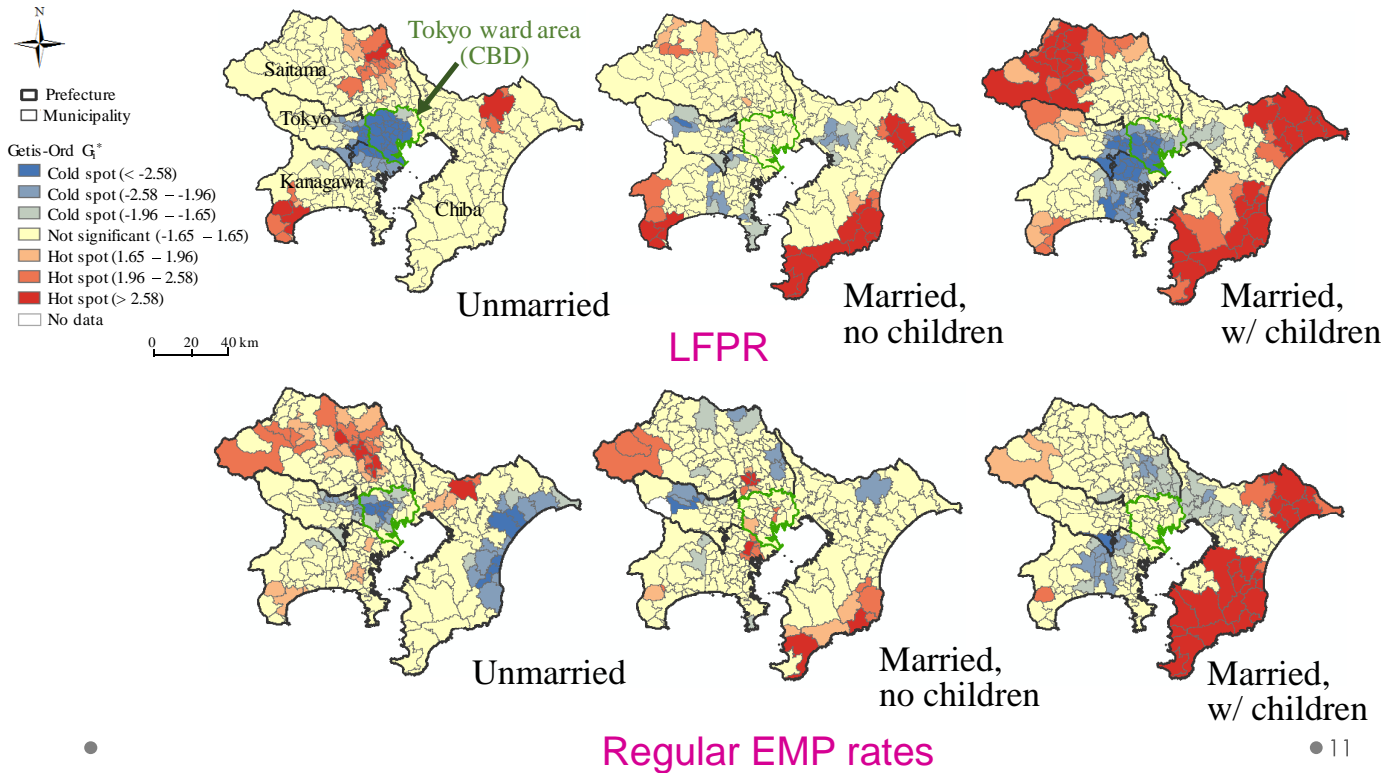 N
Prefecture
Municipality
Getis-Ord Gi*
Cold spot (< -2.58)
Cold spot (-2.58 – -1.96)
Cold spot (-1.96 – -1.65)
Not significant (-1.65 – 1.65)
Hot spot (1.65 – 1.96)
Hot spot (1.96 – 2.58)
Hot spot (> 2.58)
No data
0 20 40 km
Tokyo ward area
(CBD)
Saitama
Tokyo
Kanagawa
Chiba
Unmarried
Married,
no children
Married,
w/ children
LFPR
Unmarried
Married,
no children
Married,
w/ children
Regular EMP rates
11